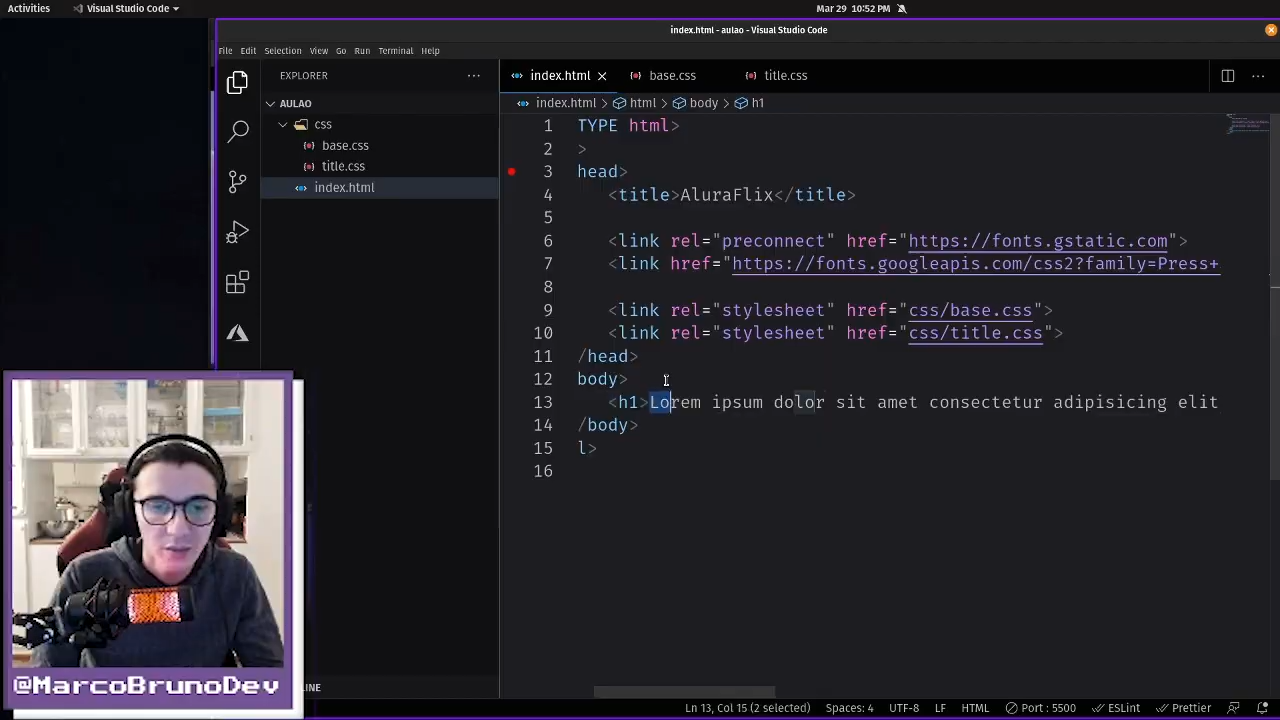 Activities Visual Studio Code Mar 29 10:52 PM
index.html - aulao - Visual Studio Code
File Edit Selection View Go Run Terminal Help
EXPLORER ... index.html base.css title.css
AULAO
index.html > html > body > h1
css
base.css
title.css
index.html
1 TYPE html>
2 >
3 head>
4 <title>AluraFlix</title>
5
6 <link rel="preconnect" href="https://fonts.gstatic.com">
7 <link href="https://fonts.googleapis.com/css2?family=Press+
8
9 <link rel="stylesheet" href="css/base.css">
10 <link rel="stylesheet" href="css/title.css">
11 /head>
12 body>
13 <h1>Lorem ipsum dolor sit amet consectetur adipisicing elit
14 /body>
15 l>
16
@MarcoBrunoDev
LINE
Ln 13, Col 15 (2 selected) Spaces: 4 UTF-8 LF HTML Port : 5500 ESLint Prettier